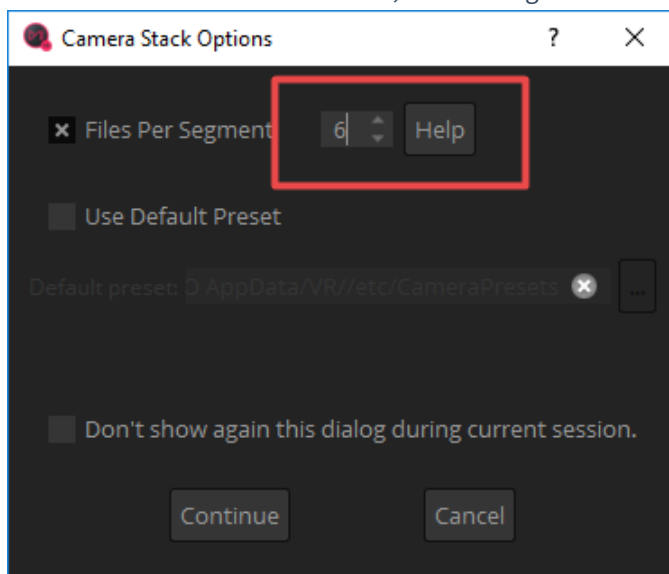 Camera Stack Options ?
Files Per Segment 6 Help
Use Default Preset
Default preset: D AppData/VR//etc/CameraPresets ...
Don't show again this dialog during current session.
Continue Cancel